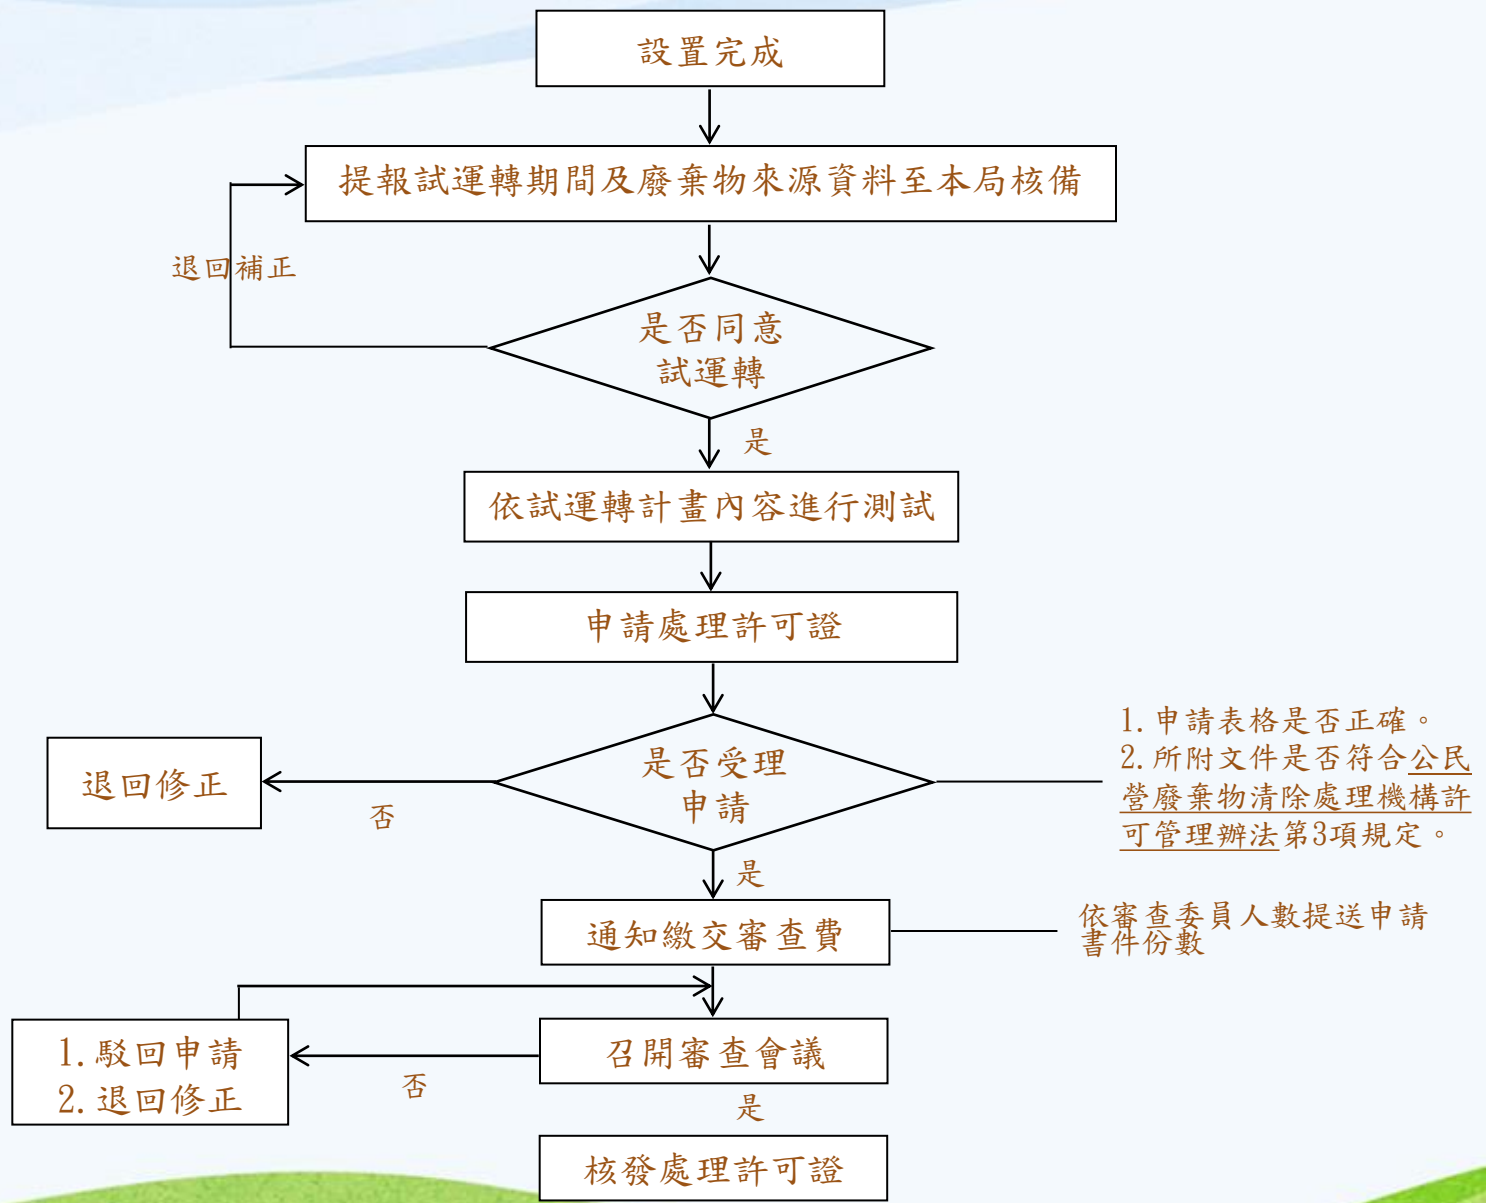 設置完成
提報試運轉期間及廢棄物來源資料至本局核備
退回補正
是否同意
試運轉
是
依試運轉計畫內容進行測試
申請處理許可證
是否受理
申請
退回修正
否
1.申請表格是否正確。
2.所附文件是否符合公民
營廢棄物清除處理機構許
可管理辦法第3項規定。
是
通知繳交審查費
依審查委員人數提送申請
書件份數
召開審查會議
1.駁回申請
2.退回修正
否
是
核發處理許可證